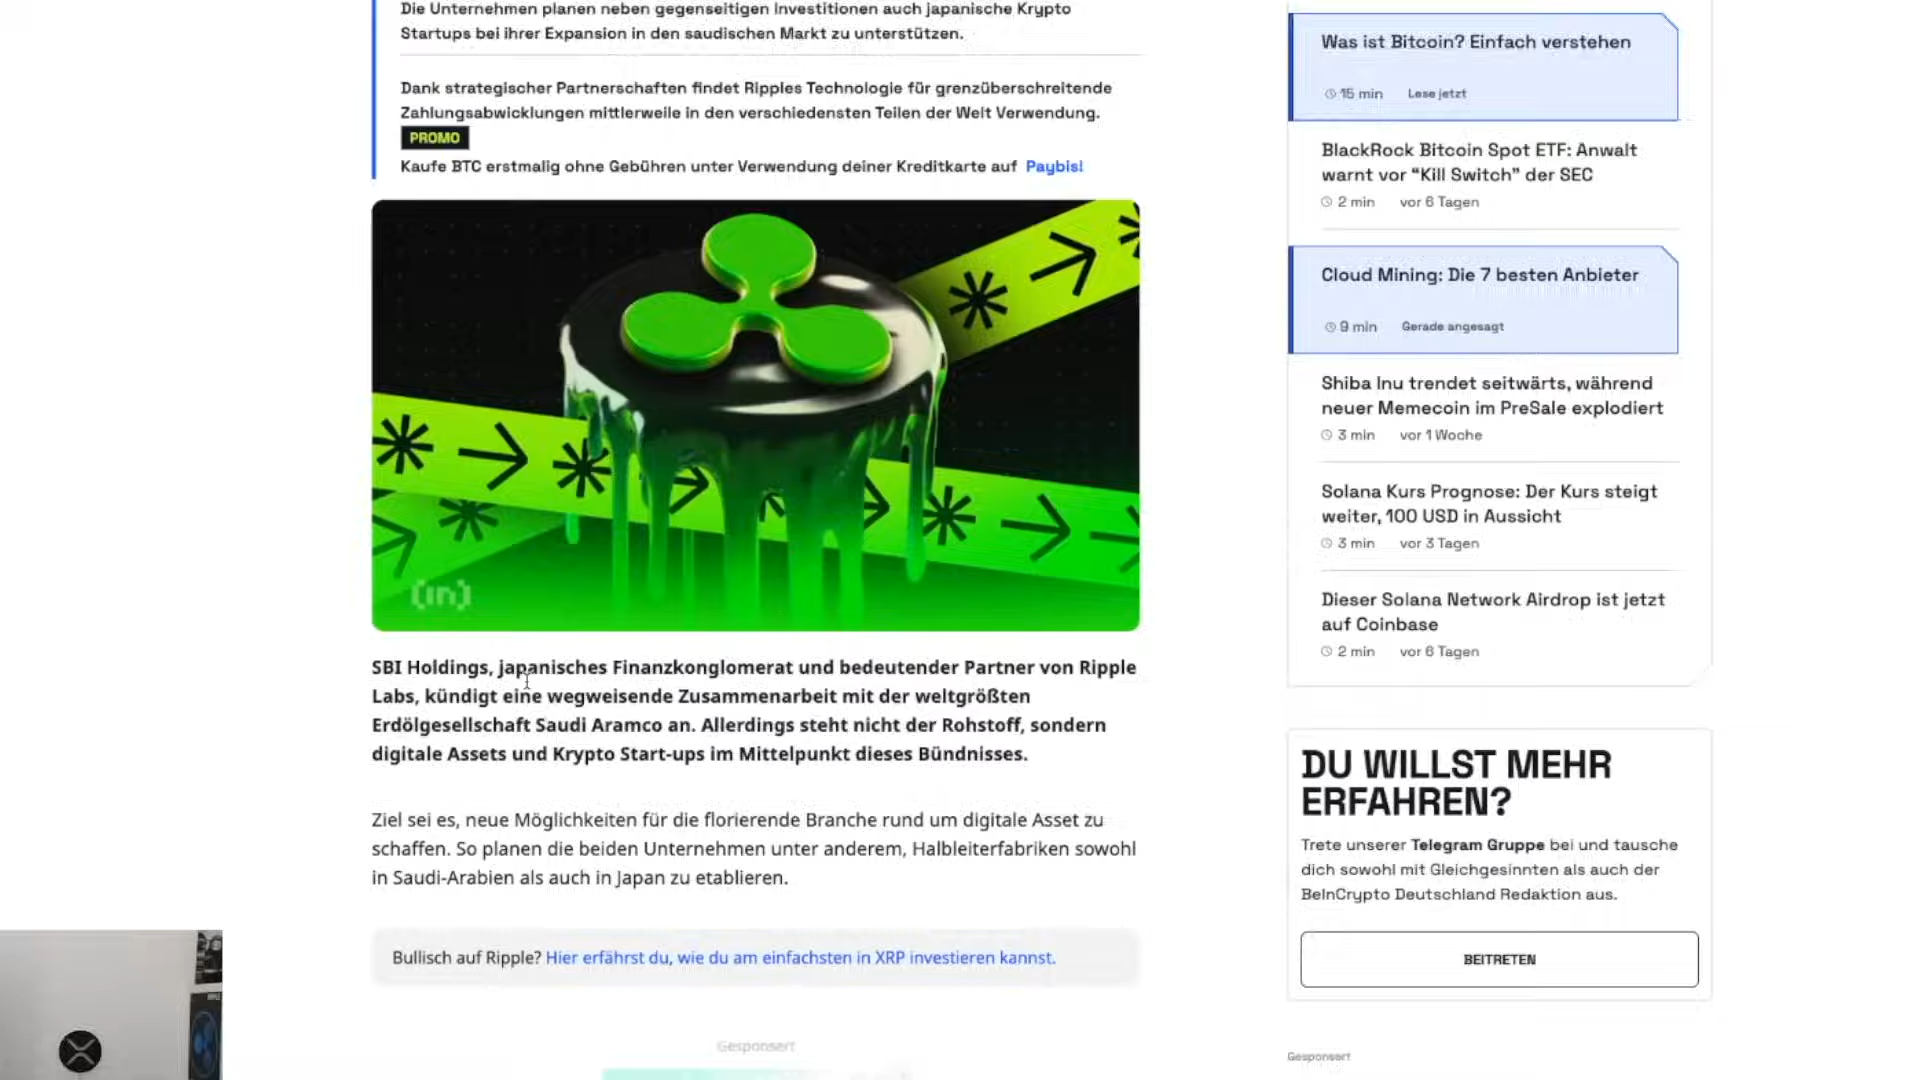 Die Unternehmen planen neben gegenseitigen Investitionen auch japanische Krypto
Startups bei ihrer Expansion in den saudischen Markt zu unterstützen.
Dank strategischer Partnerschaften findet Ripples Technologie für grenzüberschreitende
Zahlungsabwicklungen mittlerweile in den verschiedensten Teilen der Welt Verwendung.
PROMO
Kaufe BTC erstmalig ohne Gebühren unter Verwendung deiner Kreditkarte auf Paybis!
(in)
SBI Holdings, japanisches Finanzkonglomerat und bedeutender Partner von Ripple
Labs, kündigt eine wegweisende Zusammenarbeit mit der weltgrößten
Erdölgesellschaft Saudi Aramco an. Allerdings steht nicht der Rohstoff, sondern
digitale Assets und Krypto Start-ups im Mittelpunkt dieses Bündnisses.
Ziel sei es, neue Möglichkeiten für die florierende Branche rund um digitale Asset zu
schaffen. So planen die beiden Unternehmen unter anderem, Halbleiterfabriken sowohl
in Saudi-Arabien als auch in Japan zu etablieren.
Bullisch auf Ripple? Hier erfährst du, wie du am einfachsten in XRP investieren kannst.
Gesponsert
Was ist Bitcoin? Einfach verstehen
15 min Lese jetzt
BlackRock Bitcoin Spot ETF: Anwalt
warnt vor “Kill Switch” der SEC
2 min vor 6 Tagen
Cloud Mining: Die 7 besten Anbieter
9 min Gerade angesagt
Shiba Inu trendet seitwärts, während
neuer Memecoin im PreSale explodiert
3 min vor 1 Woche
Solana Kurs Prognose: Der Kurs steigt
weiter, 100 USD in Aussicht
3 min vor 3 Tagen
Dieser Solana Network Airdrop ist jetzt
auf Coinbase
2 min vor 6 Tagen
DU WILLST MEHR
ERFAHREN?
Trete unserer Telegram Gruppe bei und tausche
dich sowohl mit Gleichgesinnten als auch der
BeInCrypto Deutschland Redaktion aus.
BEITRETEN
Gesponsert